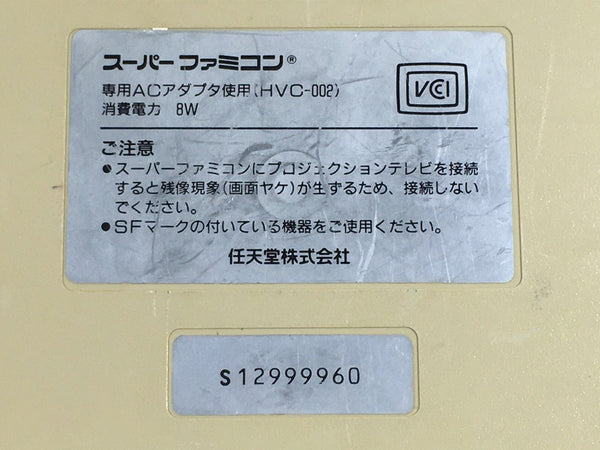 スーパーファミコン®
専用ACアダプタ使用(HVC-002)
消費電力 8W
VCCI
ご注意
●スーパーファミコンにプロジェクションテレビを接続
すると残像現象(画面ヤケ)が生ずるため、接続しない
でください。
●SFマークの付いている機器をご使用ください。
任天堂株式会社
S12999960